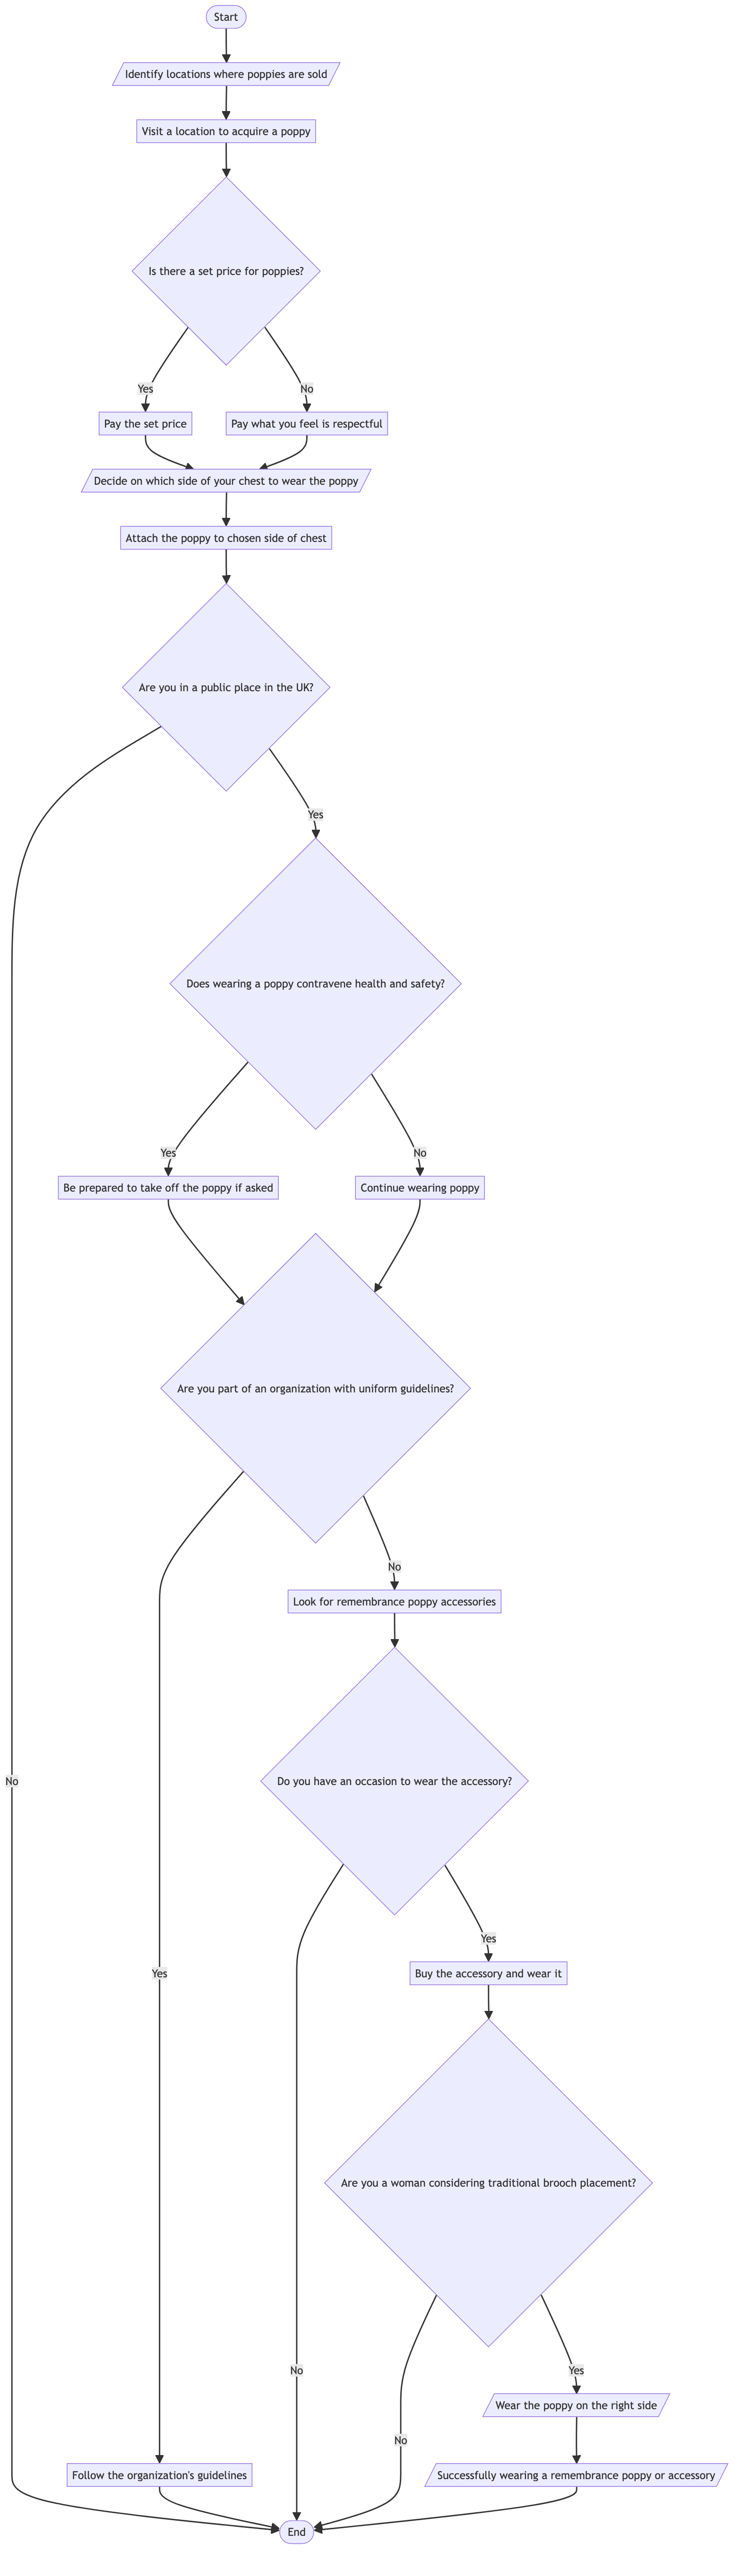 Start
Identify locations where poppies are sold
Visit a location to acquire a poppy
Is there a set price for poppies?
Yes
No
Pay the set price
Pay what you feel is respectful
Decide on which side of your chest to wear the poppy
Attach the poppy to chosen side of chest
Are you in a public place in the UK?
Yes
Does wearing a poppy contravene health and safety?
Yes
No
Be prepared to take off the poppy if asked
Continue wearing poppy
Are you part of an organization with uniform guidelines?
No
Look for remembrance poppy accessories
Do you have an occasion to wear the accessory?
No
Yes
Yes
Buy the accessory and wear it
Are you a woman considering traditional brooch placement?
No
Yes
Wear the poppy on the right side
No
Follow the organization's guidelines
Successfully wearing a remembrance poppy or accessory
End